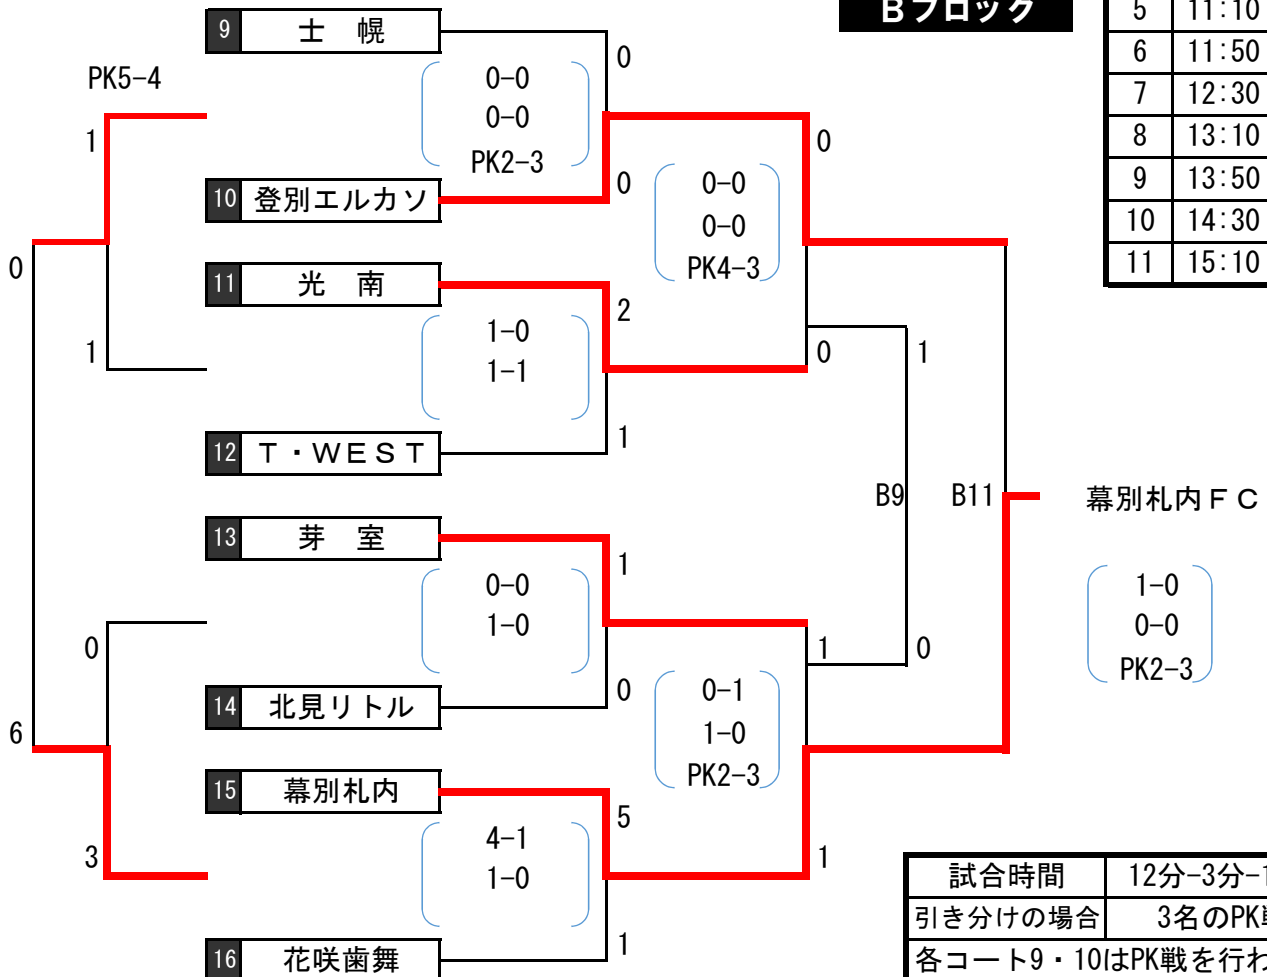 Bブロック
5 11:10
6 11:50
7 12:30
8 13:10
9 13:50
10 14:30
11 15:10
9 士　幌
0
PK5-4
0-0
0-0
PK2-3
1
0
0
10 登別エルカソ
0-0
0-0
PK4-3
0
11 光　南
2
1-0
1-1
1
0
1
1
12 Ｔ・ＷＥＳＴ
B9
B11
幕別札内ＦＣ
13 芽　室
1
0-0
1-0
1-0
0-0
PK2-3
0
1
0
0
14 北見リトル
0-1
1-0
PK2-3
6
15 幕別札内
5
4-1
1-0
3
1
1
16 花咲歯舞
試合時間 12分-3分-1
引き分けの場合 3名のPK戦
各コート9・10はPK戦を行わ